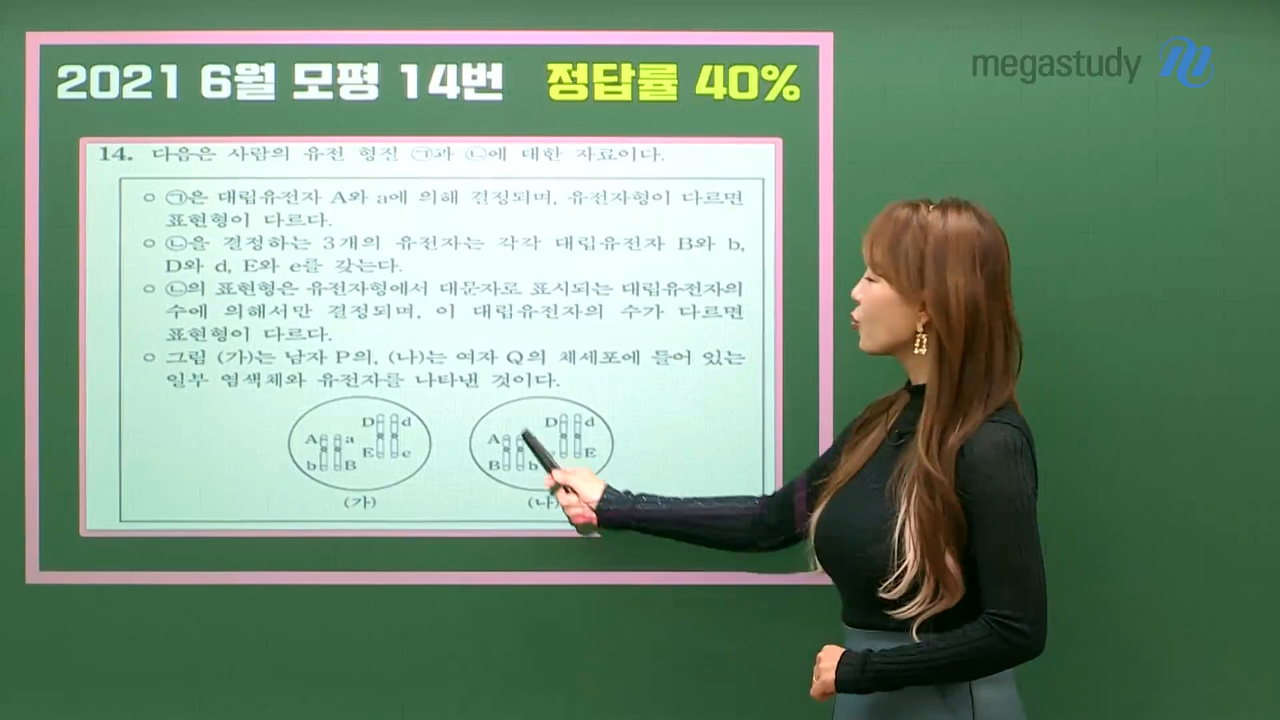 megastudy
2021 6월 모평 14번 정답률 40%
14. 다음은 사람의 유전 형질 ㉠과 ㉡에 대한 자료이다.
○ ㉠은 대립유전자 A와 a에 의해 결정되며, 유전자형이 다르면
표현형이 다르다.
○ ㉡을 결정하는 3개의 유전자는 각각 대립유전자 B와 b,
D와 d, E와 e를 갖는다.
○ ㉡의 표현형은 유전자형에서 대문자로 표시되는 대립유전자의
수에 의해서만 결정되며, 이 대립유전자의 수가 다르면
표현형이 다르다.
○ 그림 (가)는 남자 P의, (나)는 여자 Q의 체세포에 들어 있는
일부 염색체와 유전자를 나타낸 것이다.
D d D d
A a A
E e E
b B B b
(가) (나